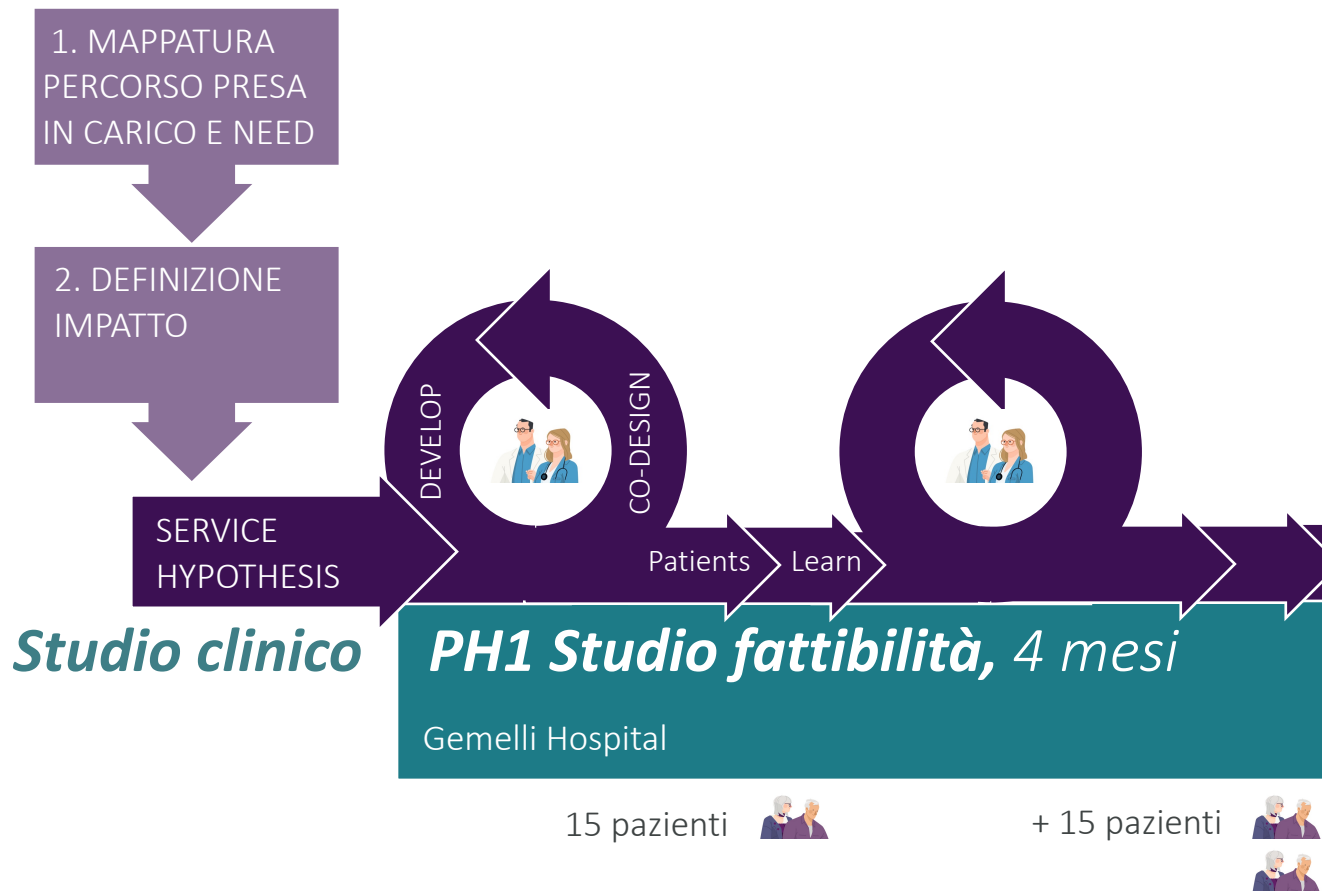 1. MAPPATURA
PERCORSO PRESA
IN CARICO E NEED
2. DEFINIZIONE
IMPATTO
DEVELOP
CO-DESIGN
SERVICE
HYPOTHESIS
Patients
Learn
Studio clinico
PH1 Studio fattibilità, 4 mesi
Gemelli Hospital
15 pazienti
+ 15 pazienti